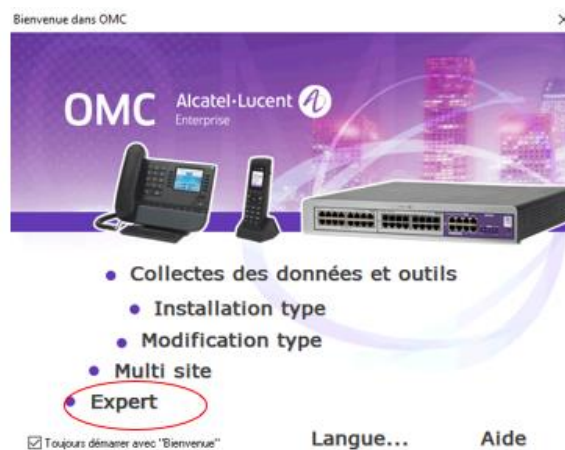 Bienvenue dans OMC
OMC Alcatel·Lucent
Enterprise
Collectes des données et outils
Installation type
Modification type
Multi site
Expert
Toujours démarrer avec "Bienvenue"
Langue... Aide